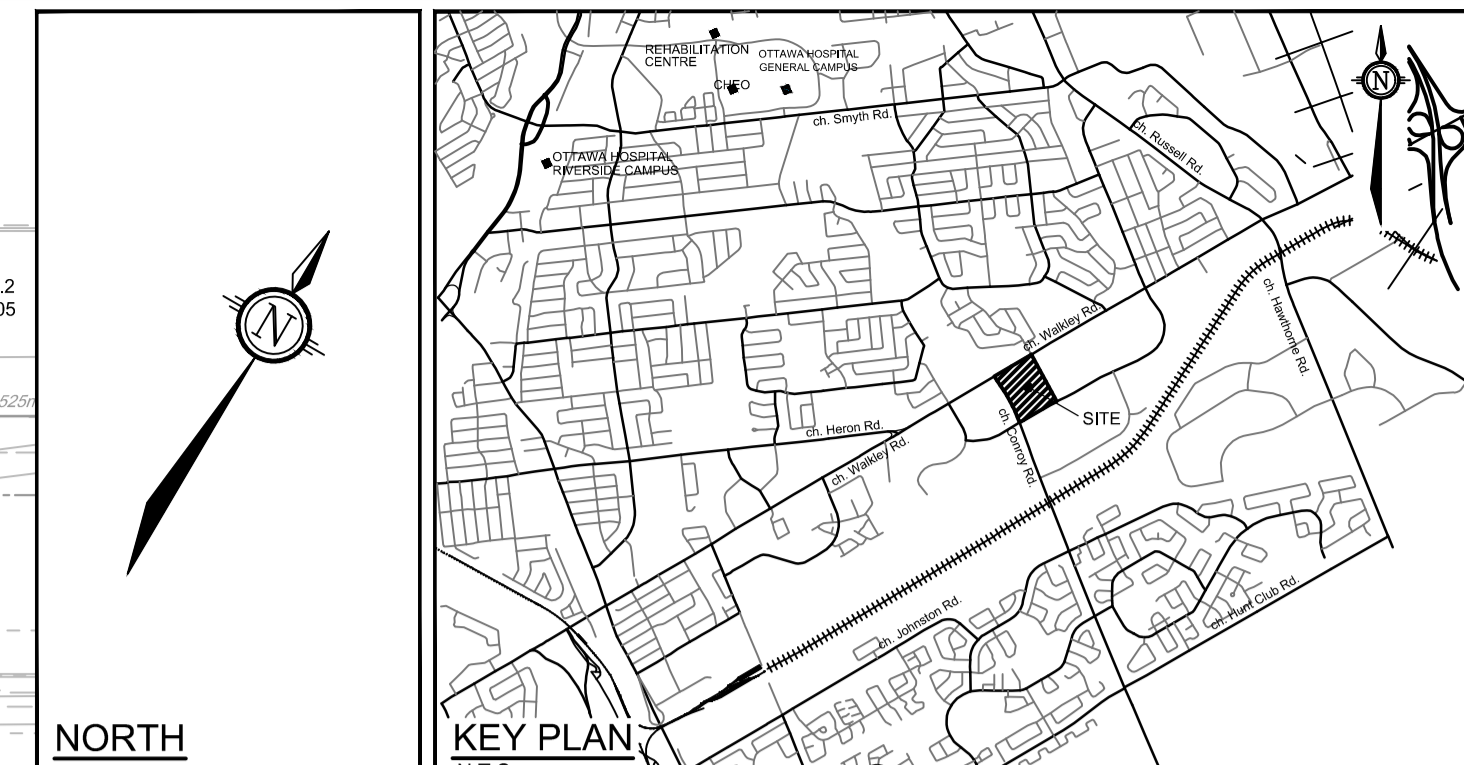 .2
05
525m
N
NORTH
REHABILITATION
CENTRE
OTTAWA HOSPITAL
GENERAL CAMPUS
CHEO
ch. Smyth Rd.
OTTAWA HOSPITAL
RIVERSIDE CAMPUS
ch. Russell Rd.
N
ch. Hawthorne Rd.
ch. Walkley Rd.
SITE
ch. Conroy Rd.
ch. Heron Rd.
ch. Walkley Rd.
ch. Johnston Rd.
ch. Hunt Club Rd.
KEY PLAN